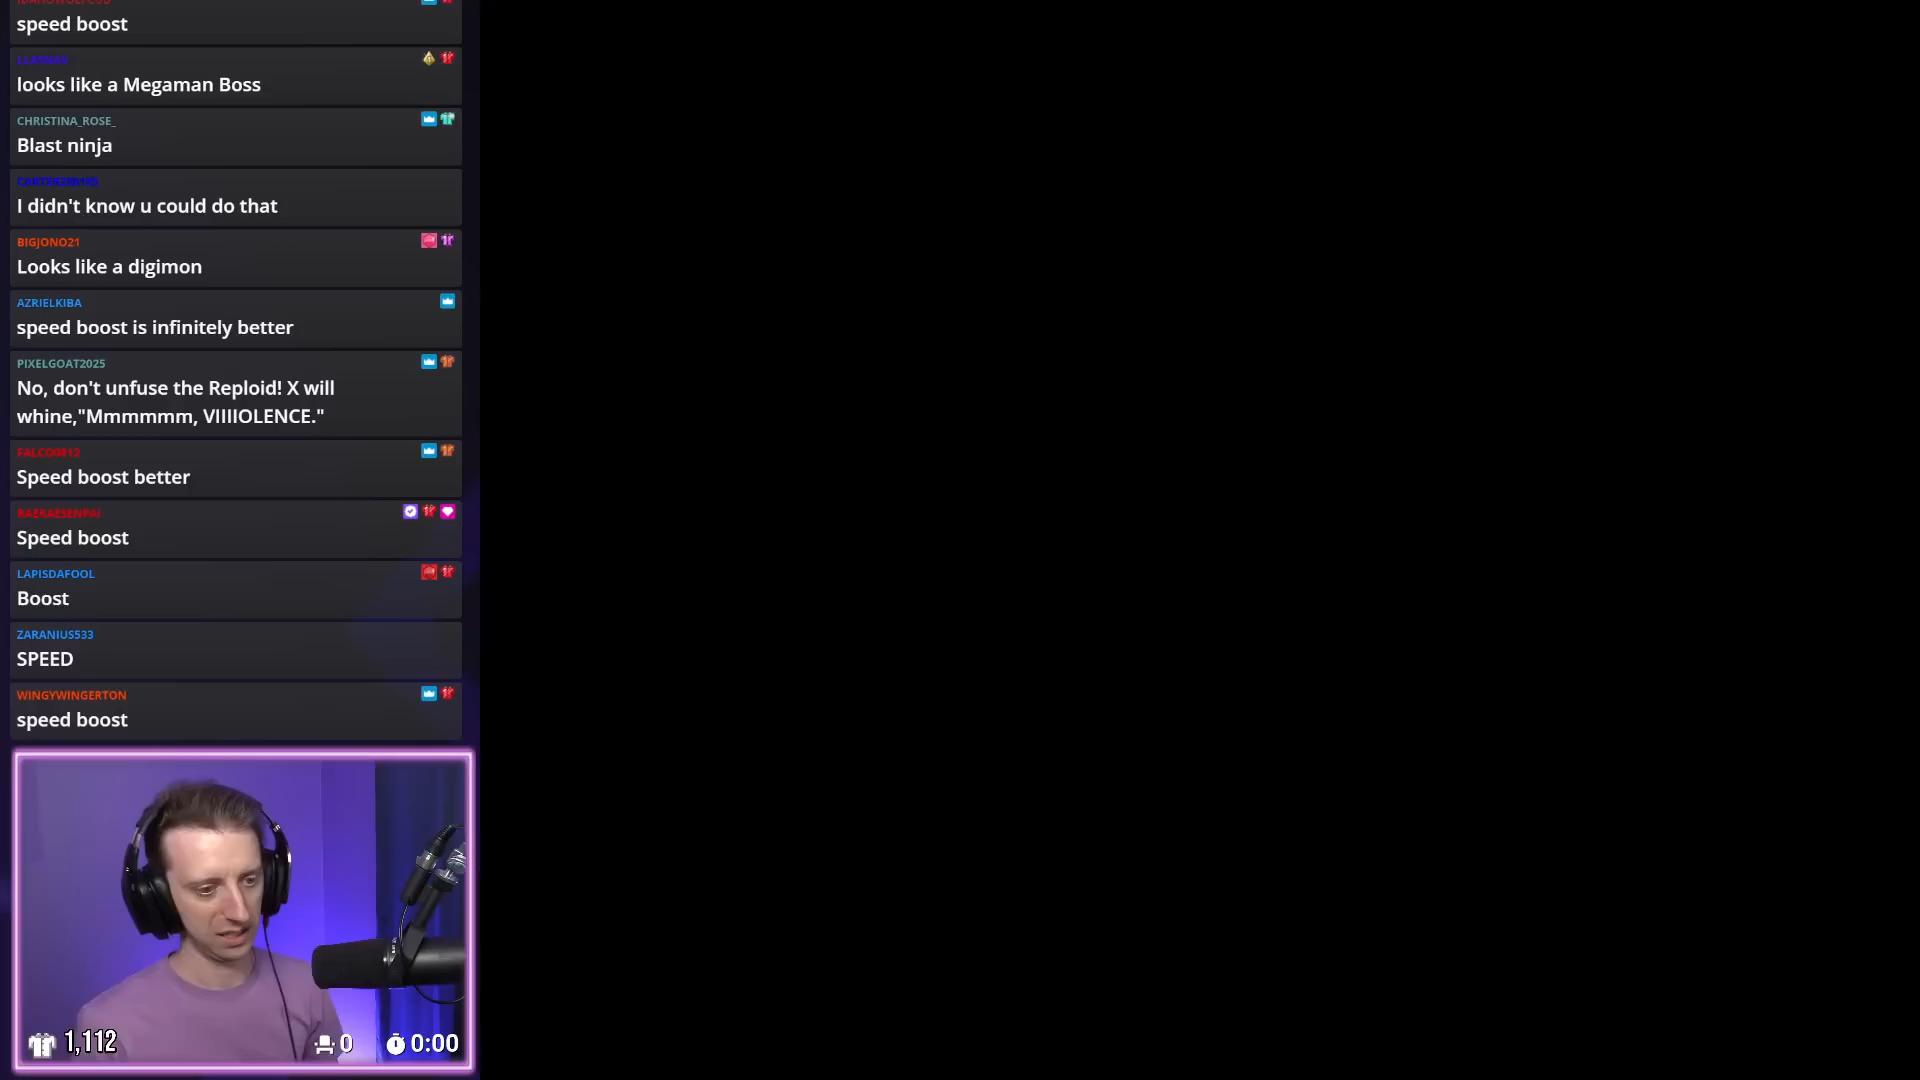 speed boost
looks like a Megaman Boss
CHRISTINA_ROSE_
Blast ninja
I didn't know u could do that
BIGJONO21
Looks like a digimon
AZRIELKIBA
speed boost is infinitely better
PIXELGOAT2025
No, don't unfuse the Reploid! X will
whine,"Mmmmmm, VIIIIOLENCE."
FALCO0812
Speed boost better
RAERAESENPAI
Speed boost
LAPISDAFOOL
Boost
ZARANIUS533
SPEED
WINGYWINGERTON
speed boost
1,112
0
0:00